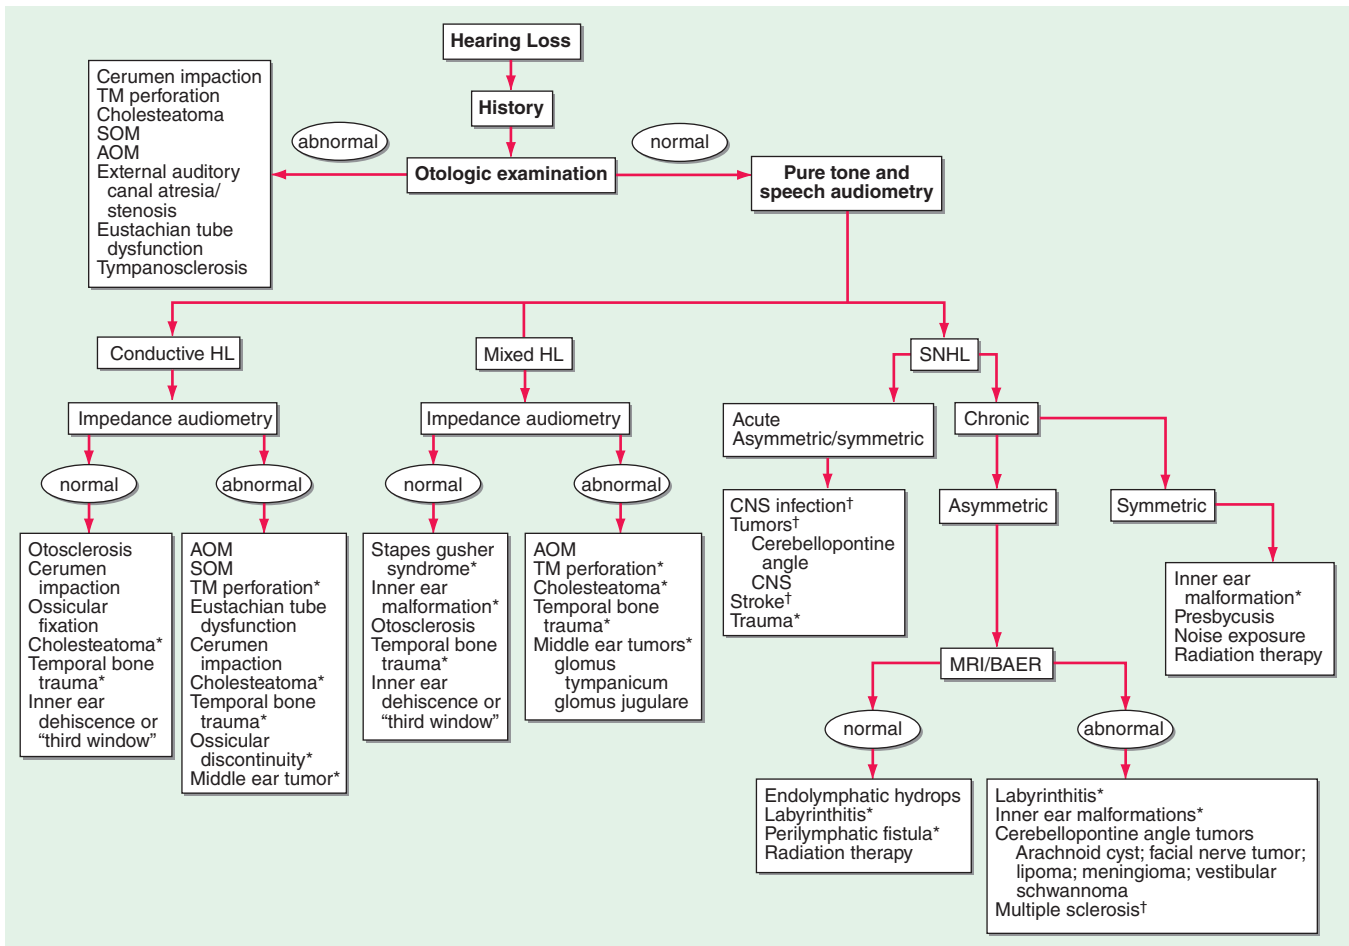 Hearing Loss
History
Otologic examination
abnormal
normal
Cerumen impaction
TM perforation
Cholesteatoma
SOM
AOM
External auditory
canal atresia/
stenosis
Eustachian tube
dysfunction
Tympanosclerosis
Pure tone and
speech audiometry
Conductive HL
Impedance audiometry
normal
Otosclerosis
Cerumen
impaction
Ossicular
fixation
Cholesteatoma*
Temporal bone
trauma*
Inner ear
dehiscence or
“third window”
abnormal
AOM
SOM
TM perforation*
Eustachian tube
dysfunction
Cerumen
impaction
Cholesteatoma*
Temporal bone
trauma*
Ossicular
discontinuity*
Middle ear tumor*
Mixed HL
Impedance audiometry
normal
Stapes gusher
syndrome*
Inner ear
malformation*
Otosclerosis
Temporal bone
trauma*
Inner ear
dehiscence or
“third window”
abnormal
AOM
TM perforation*
Cholesteatoma*
Temporal bone
trauma*
Middle ear tumors*
glomus
tympanicum
glomus jugulare
SNHL
Acute
Asymmetric/symmetric
CNS infection†
Tumors†
Cerebellopontine
angle
CNS
Stroke†
Trauma*
Chronic
Asymmetric
MRI/BAER
normal
Endolymphatic hydrops
Labyrinthitis*
Perilymphatic fistula*
Radiation therapy
abnormal
Labyrinthitis*
Inner ear malformations*
Cerebellopontine angle tumors
Arachnoid cyst; facial nerve tumor;
lipoma; meningioma; vestibular
schwannoma
Multiple sclerosis†
Symmetric
Inner ear
malformation*
Presbycusis
Noise exposure
Radiation therapy